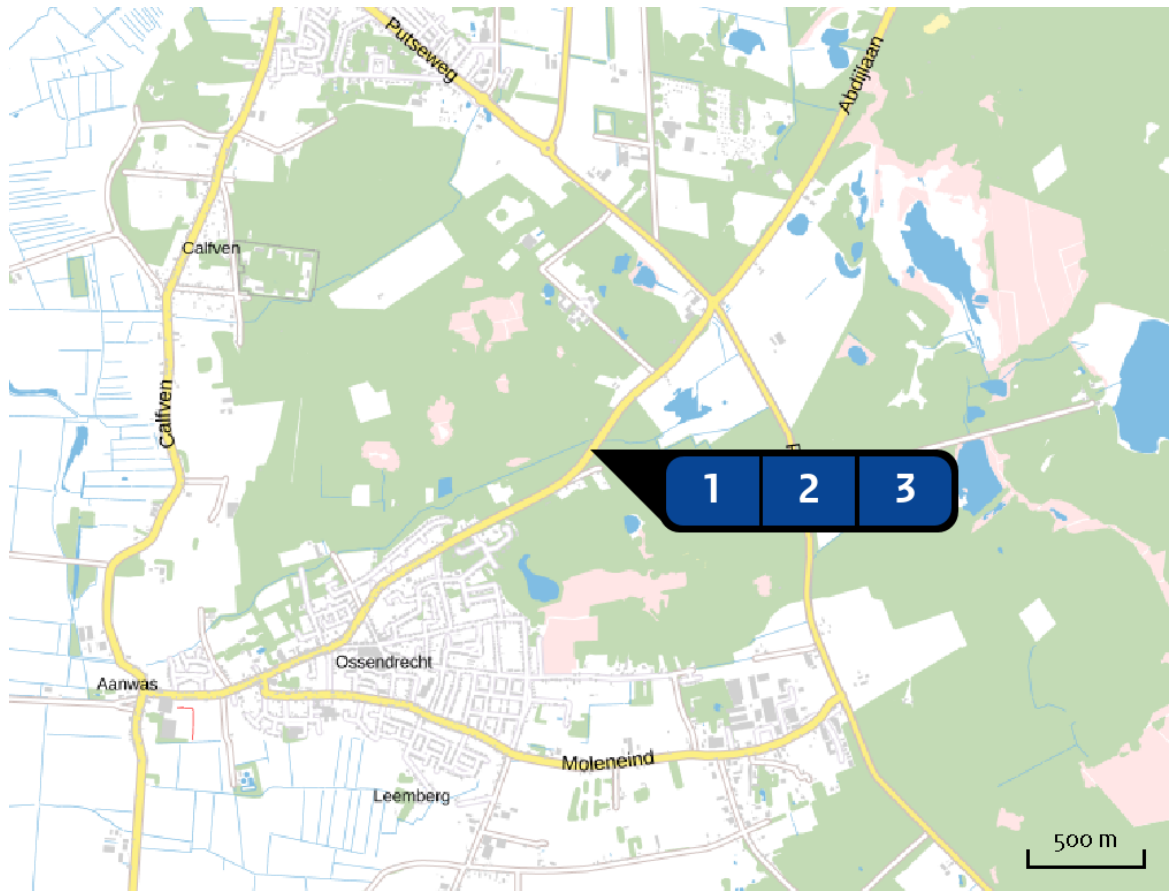 Putseweg
Abdijlaan
Calfven
Calfven
1 2 3
Ossendrecht
Aanwas
Moleneind
Leemberg
500 m